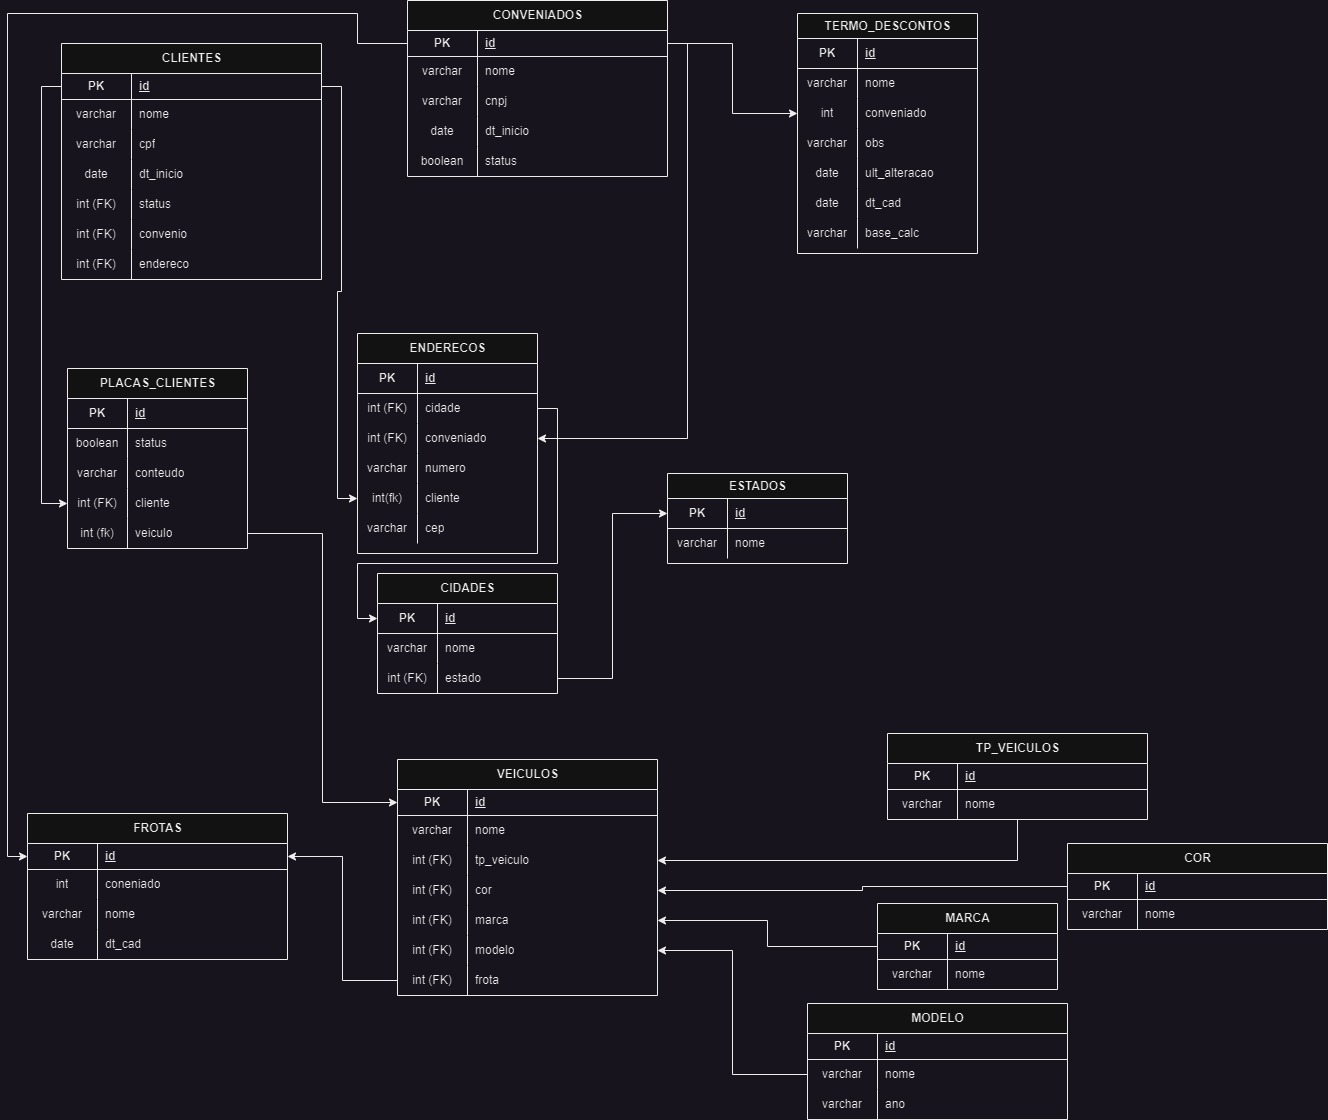 CONVENIADOS
PK id
varchar nome
varchar cnpj
date dt_inicio
boolean status
TERMO_DESCONTOS
PK id
varchar nome
int conveniado
varchar obs
date ult_alteracao
date dt_cad
varchar base_calc
CLIENTES
PK id
varchar nome
varchar cpf
date dt_inicio
int (FK) status
int (FK) convenio
int (FK) endereco
ENDERECOS
PK id
int (FK) cidade
int (FK) conveniado
varchar numero
int(fk) cliente
varchar cep
PLACAS_CLIENTES
PK id
boolean status
varchar conteudo
int (FK) cliente
int (fk) veiculo
ESTADOS
PK id
varchar nome
CIDADES
PK id
varchar nome
int (FK) estado
TP_VEICULOS
PK id
varchar nome
VEICULOS
PK id
varchar nome
int (FK) tp_veiculo
int (FK) cor
int (FK) marca
int (FK) modelo
int (FK) frota
FROTAS
PK id
int coneniado
varchar nome
date dt_cad
COR
PK id
varchar nome
MARCA
PK id
varchar nome
MODELO
PK id
varchar nome
varchar ano